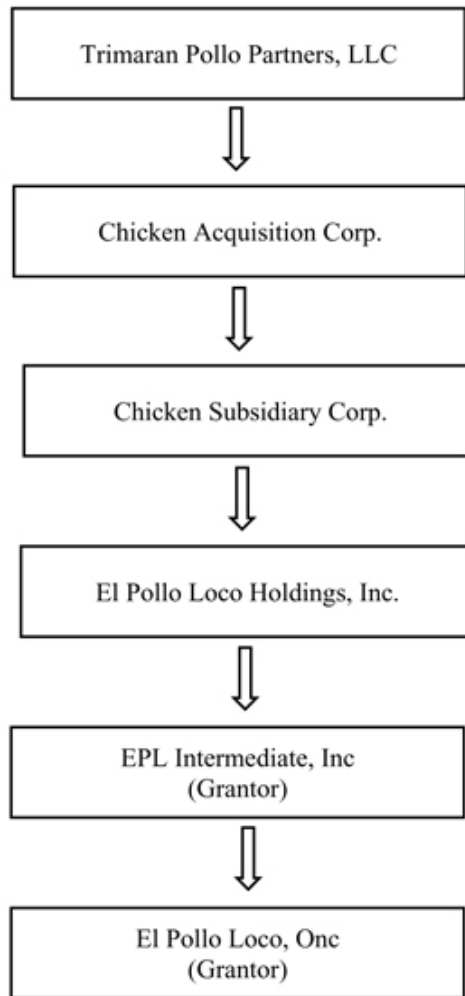 Trimaran Pollo Partners, LLC
Chicken Acquisition Corp.
Chicken Subsidiary Corp.
El Pollo Loco Holdings, Inc.
EPL Intermediate, Inc
(Grantor)
El Pollo Loco, Onc
(Grantor)